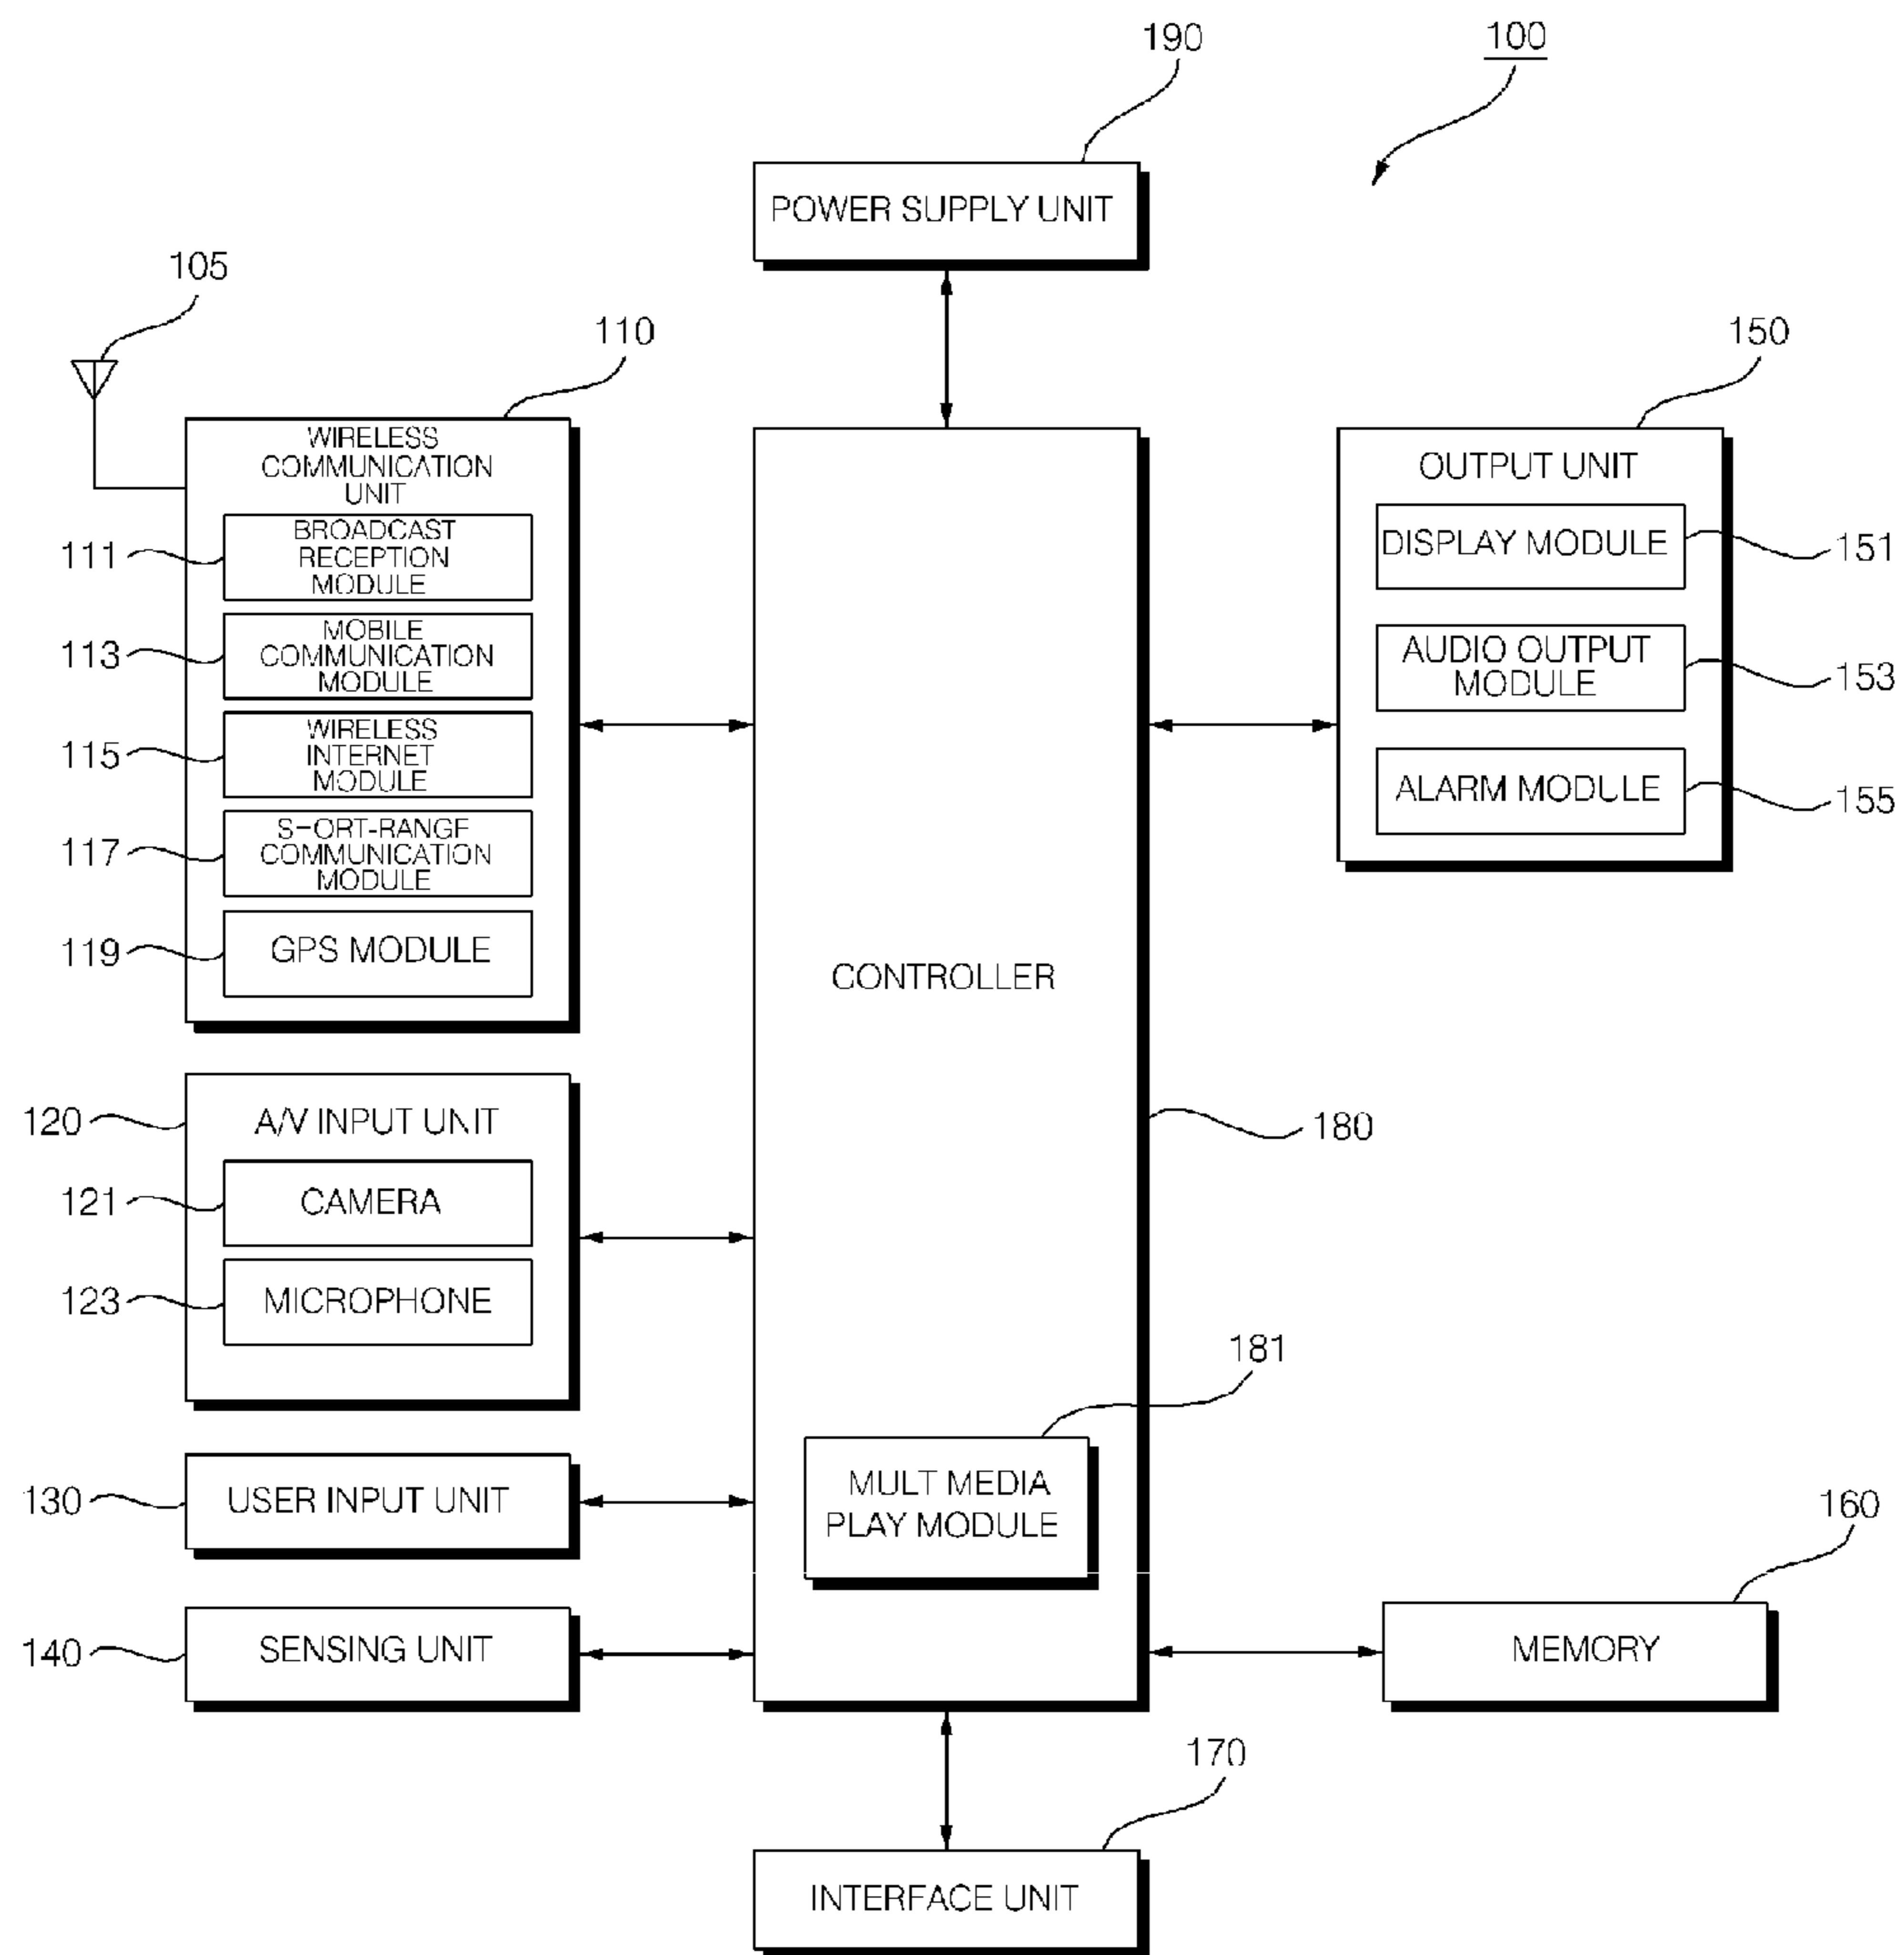 190
100
POWER SUPPLY UNIT
105
110
150
WIRELESS
COMMUNICATION
UNIT
OUTPUT UNIT
111
BROADCAST
RECEPTION
MODULE
DISPLAY MODULE
151
113
MOBILE
COMMUNICATION
MODULE
AUDIO OUTPUT
MODULE
153
115
WIRELESS
INTERNET
MODULE
ALARM MODULE
155
117
S-ORT-RANGE
COMMUNICATION
MODULE
119
GPS MODULE
CONTROLLER
120
A/V INPUT UNIT
180
121
CAMERA
123
MICROPHONE
181
130
USER INPUT UNIT
MULT MEDIA
PLAY MODULE
160
140
SENSING UNIT
MEMORY
170
INTERFACE UNIT